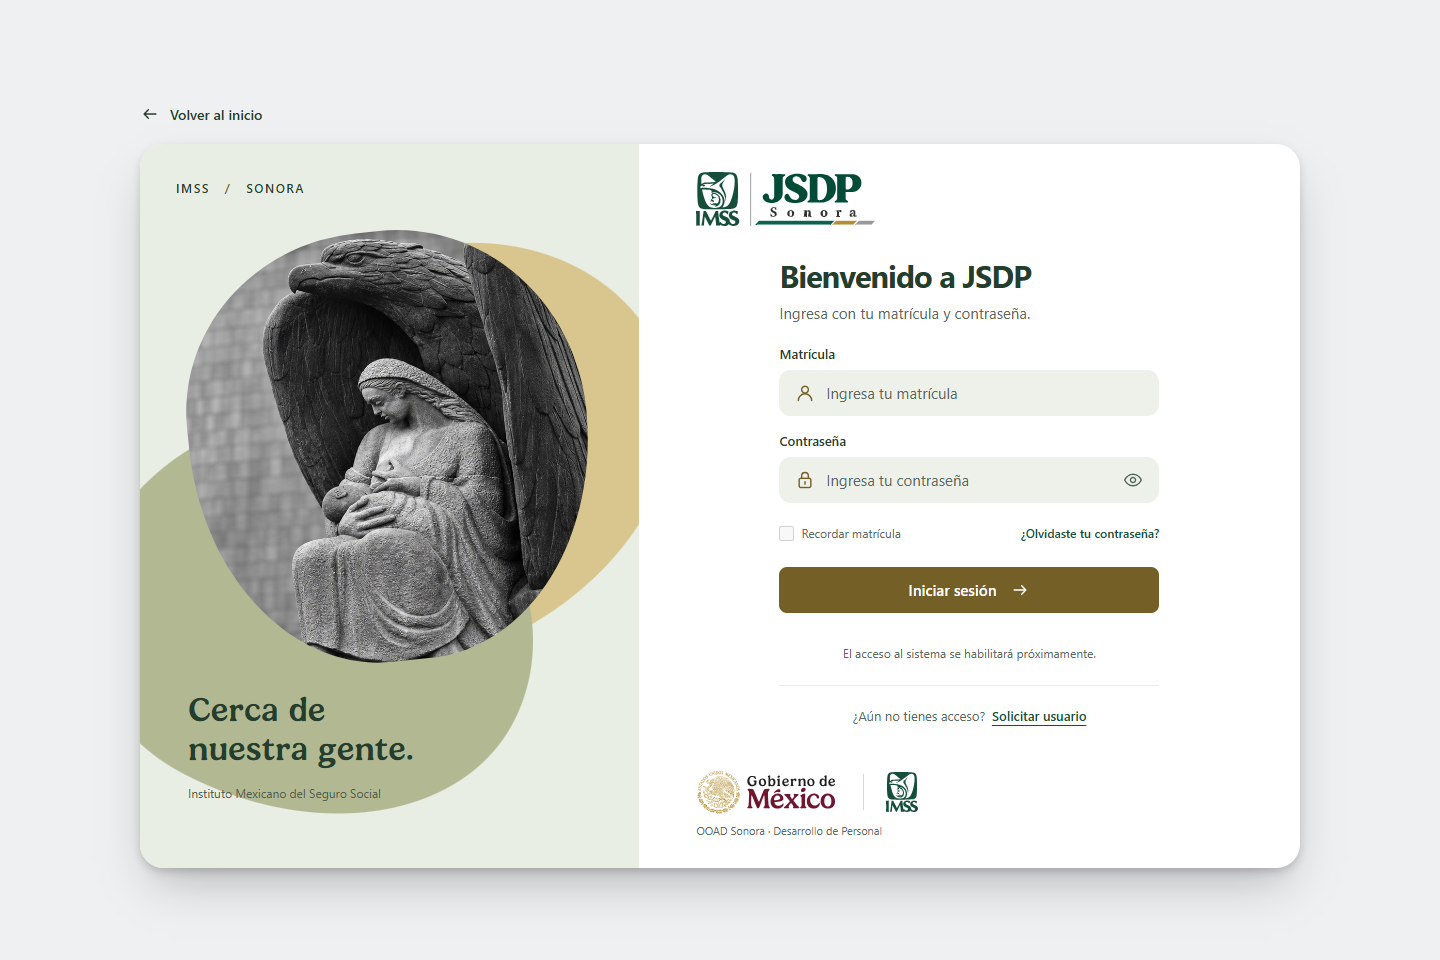 Volver al inicio
IMSS / SONORA
Cerca de
nuestra gente.
Instituto Mexicano del Seguro Social
IMSS
JSDP
Sonora
Bienvenido a JSDP
Ingresa con tu matrícula y contraseña.
Matrícula
Ingresa tu matrícula
Contraseña
Ingresa tu contraseña
Recordar matrícula
¿Olvidaste tu contraseña?
Iniciar sesión
El acceso al sistema se habilitará próximamente.
¿Aún no tienes acceso? Solicitar usuario
Gobierno de
México
IMSS
OOAD Sonora · Desarrollo de Personal